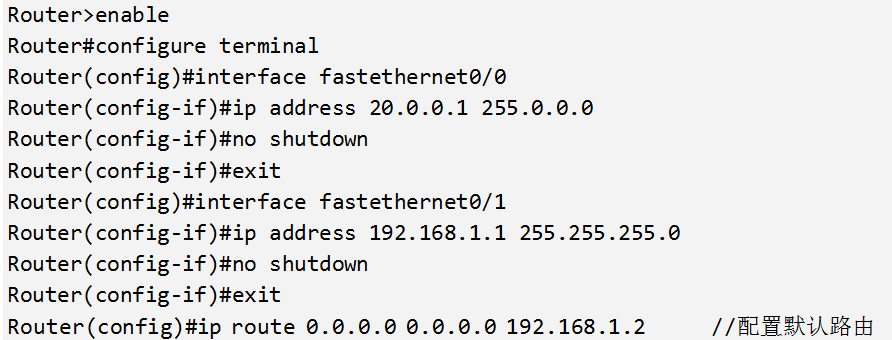 Router>enable
Router#configure terminal
Router(config)#interface fastethernet0/0
Router(config-if)#ip address 20.0.0.1 255.0.0.0
Router(config-if)#no shutdown
Router(config-if)#exit
Router(config)#interface fastethernet0/1
Router(config-if)#ip address 192.168.1.1 255.255.255.0
Router(config-if)#no shutdown
Router(config-if)#exit
Router(config)#ip route 0.0.0.0 0.0.0.0 192.168.1.2 //配置默认路由